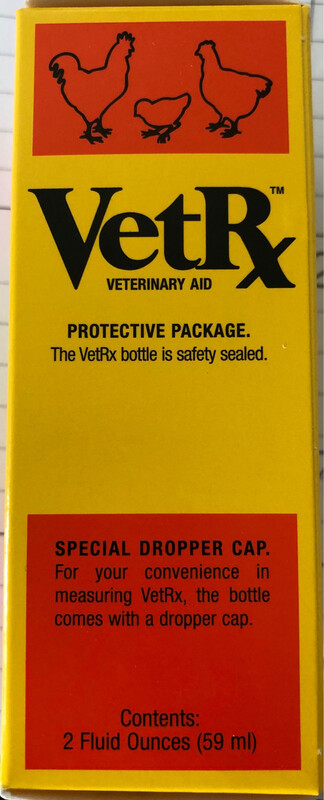 VetRx™
VETERINARY AID
PROTECTIVE PACKAGE.
The VetRx bottle is safety sealed.
SPECIAL DROPPER CAP.
For your convenience in
measuring VetRx, the bottle
comes with a dropper cap.
Contents:
2 Fluid Ounces (59 ml)